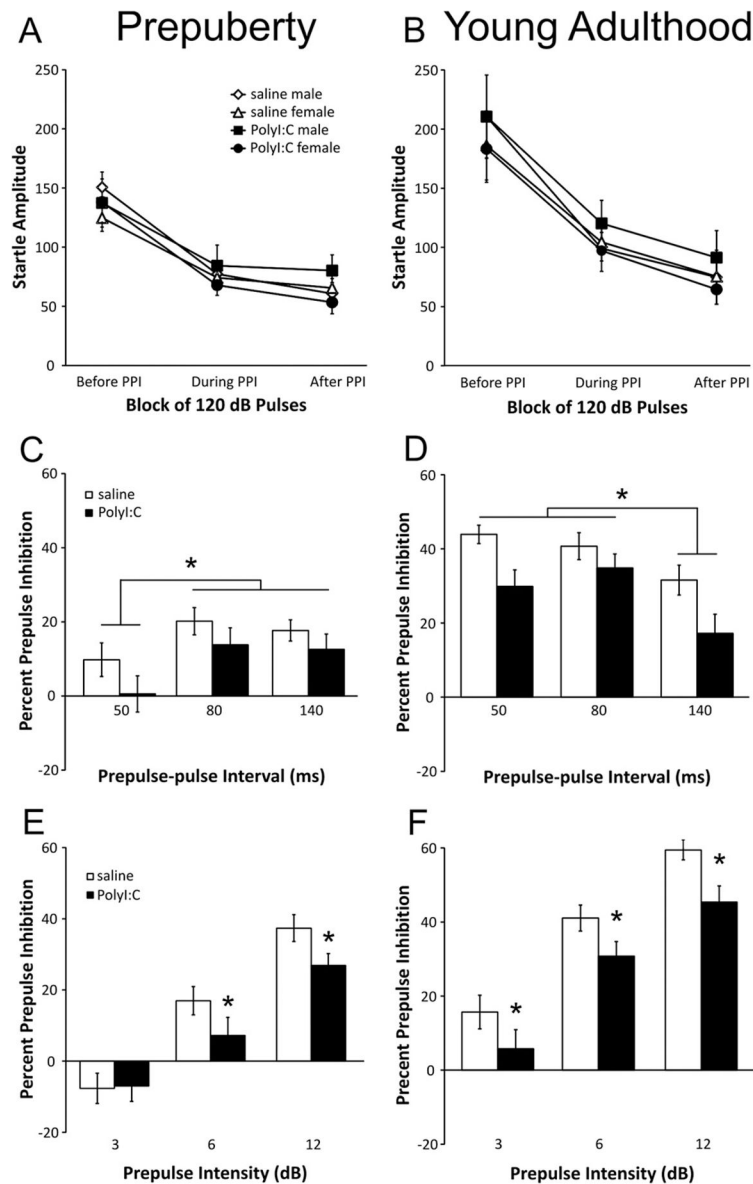 A Prepuberty
B Young Adulthood
250
200
150
100
50
0
Startle Amplitude
saline male
saline female
PolyI:C male
PolyI:C female
Before PPI During PPI After PPI
Block of 120 dB Pulses
250
200
150
100
50
0
Startle Amplitude
Before PPI During PPI After PPI
Block of 120 dB Pulses
C
60
40
20
0
-20
Percent Prepulse Inhibition
saline
PolyI:C
*
50 80 140
Prepulse-pulse Interval (ms)
D
60
40
20
0
-20
Percent Prepulse Inhibition
*
50 80 140
Prepulse-pulse Interval (ms)
E
60
40
20
0
-20
Percent Prepulse Inhibition
saline
PolyI:C
* *
3 6 12
Prepulse Intensity (dB)
F
60
40
20
0
-20
Precent Prepulse Inhibition
* * *
3 6 12
Prepulse Intensity (dB)